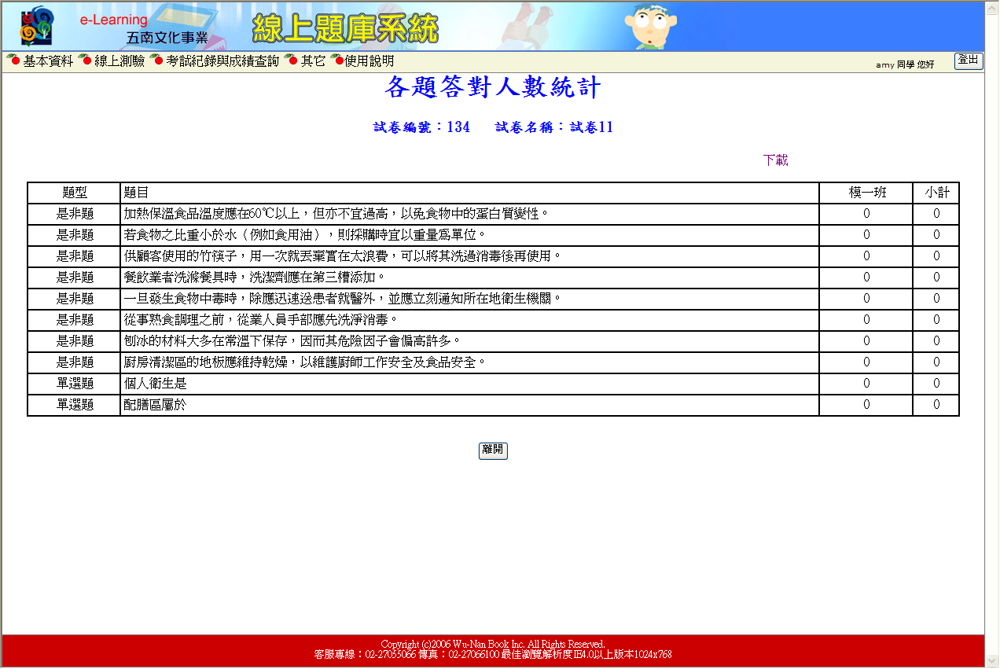 e-Learning
五南文化事業
線上題庫系統
基本資料 線上測驗 考試紀錄與成績查詢 其它 使用說明
amy 同學 您好 登出
各題答對人數統計
試卷編號：134 試卷名稱：試卷11
下載
題型 題目 模一班 小計
是非題 加熱保溫食品溫度應在60℃以上，但亦不宜過高，以免食物中的蛋白質變性。 0 0
是非題 若食物之比重小於水（例如食用油），則採購時宜以重量為單位。 0 0
是非題 供顧客使用的竹筷子，用一次就丟棄實在太浪費，可以將其洗過消毒後再使用。 0 0
是非題 餐飲業者洗滌餐具時，洗潔劑應在第三槽添加。 0 0
是非題 一旦發生食物中毒時，除應迅速送患者就醫外，並應立刻通知所在地衛生機關。 0 0
是非題 從事熟食調理之前，從業人員手部應先洗淨消毒。 0 0
是非題 刨冰的材料大多在常溫下保存，因而其危險因子會偏高許多。 0 0
是非題 廚房清潔區的地板應維持乾燥，以維護廚師工作安全及食品安全。 0 0
單選題 個人衛生是 0 0
單選題 配膳區屬於 0 0
離開
Copyright (c)2006 Wu-Nan Book Inc. All Rights Reserved.
客服專線：02-27055066 傳真：02-27066100 最佳瀏覽解析度 IE4.0以上版本1024x768